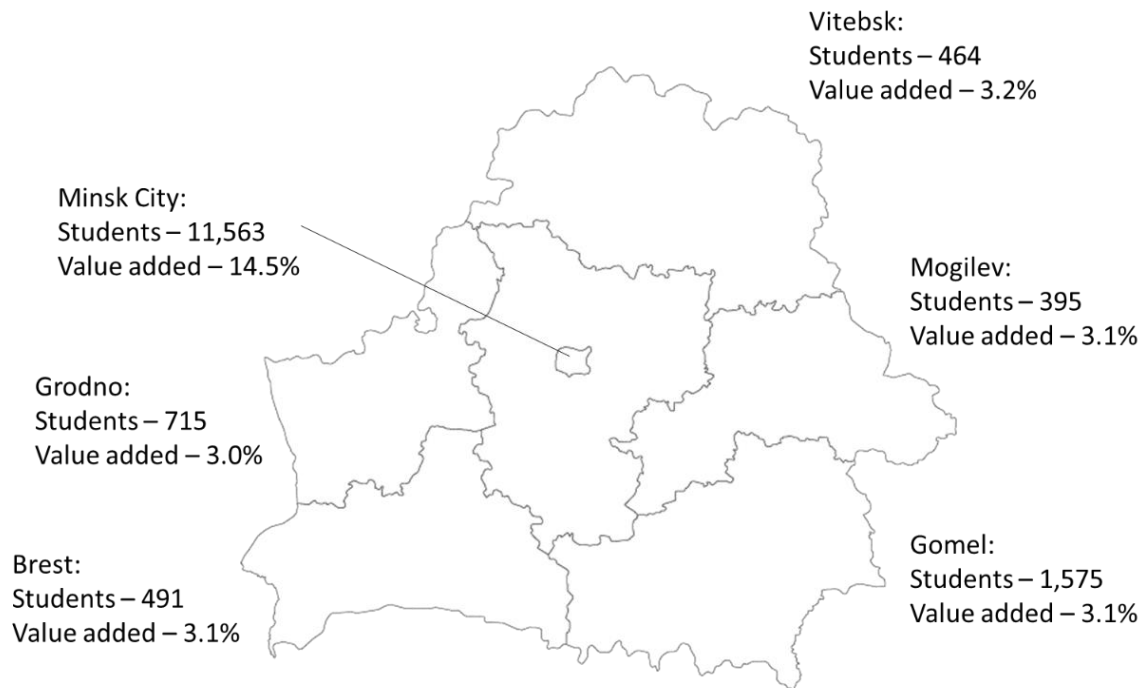 Vitebsk:
Students – 464
Value added – 3.2%
Minsk City:
Students – 11,563
Value added – 14.5%
Mogilev:
Students – 395
Value added – 3.1%
Grodno:
Students – 715
Value added – 3.0%
Brest:
Students – 491
Value added – 3.1%
Gomel:
Students – 1,575
Value added – 3.1%